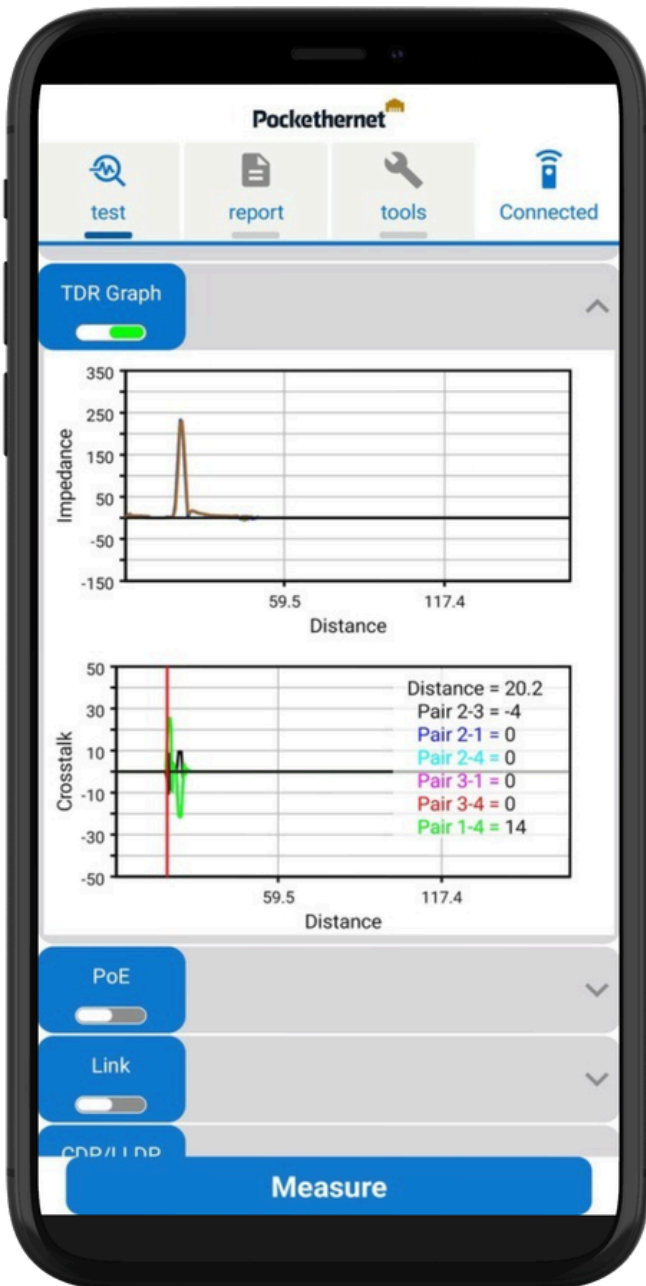 Pockethernet
test report tools Connected
TDR Graph
350
250
150
50
-50
-150
Impedance
59.5 117.4
Distance
50
30
10
-10
-30
-50
Crosstalk
Distance = 20.2
Pair 2-3 = -4
Pair 2-1 = 0
Pair 2-4 = 0
Pair 3-1 = 0
Pair 3-4 = 0
Pair 1-4 = 14
59.5 117.4
Distance
PoE
Link
CDP/LLDP
Measure